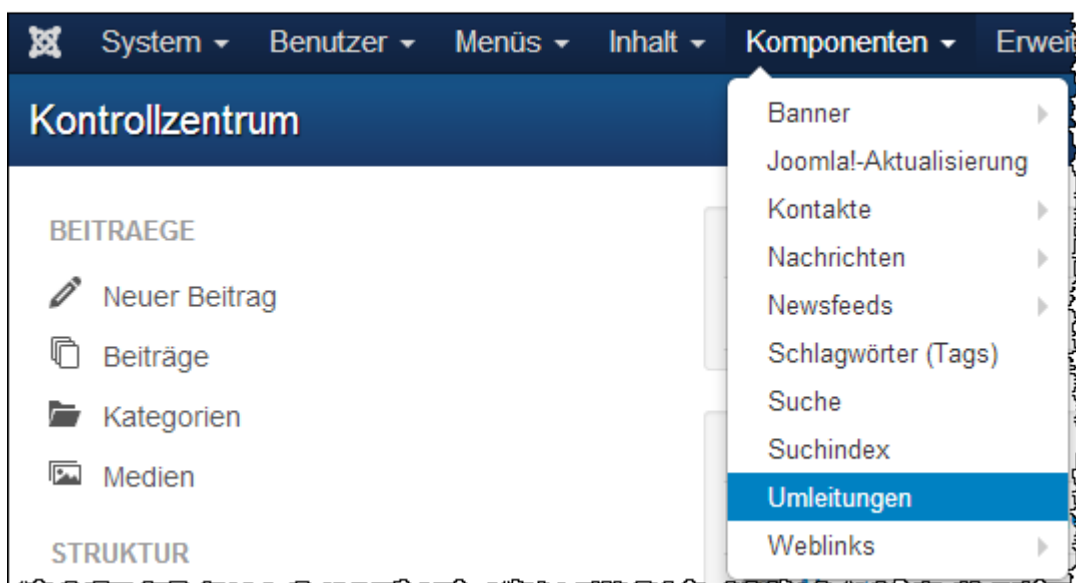 System Benutzer Menüs Inhalt Komponenten Erweit
Kontrollzentrum
BEITRAEGE
Neuer Beitrag
Beiträge
Kategorien
Medien
STRUKTUR
Banner
Joomla!-Aktualisierung
Kontakte
Nachrichten
Newsfeeds
Schlagwörter (Tags)
Suche
Suchindex
Umleitungen
Weblinks